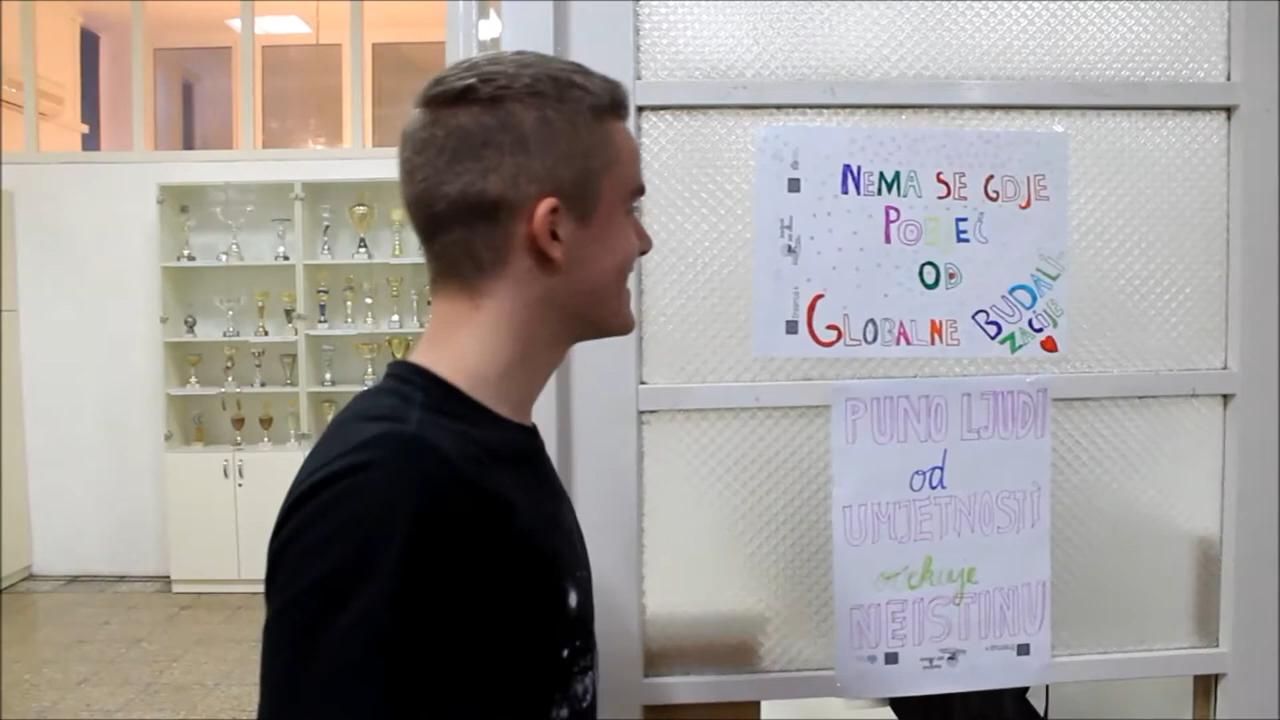 NEMA SE GDJE
POBJEĆ
OD
GLOBALNE BUDALI
ZACIJE
PUNO LJUDI
od
UMJETNOSTI
očekuje
NEISTINU